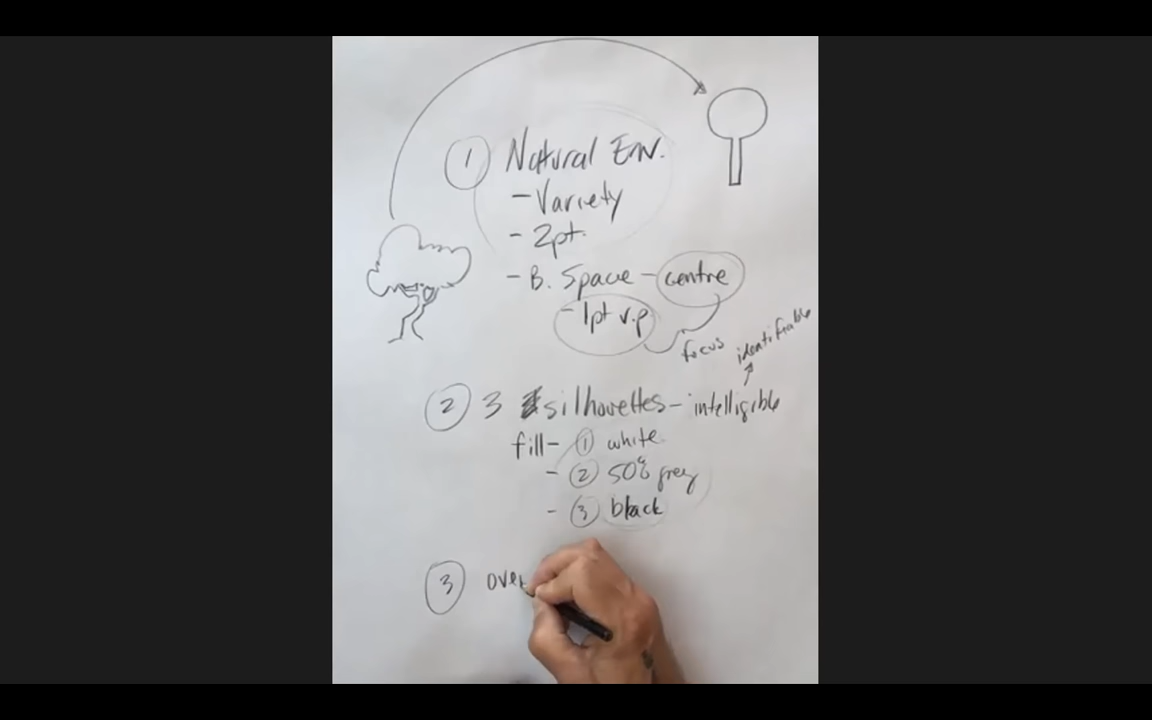 1 Natural Env.
- Variety
- 2pt.
- B. Space - centre
- 1pt v.p
focus
identifiable
2 3 silhouettes - intelligible
fill - 1 white
- 2 50% grey
- 3 black
3 over